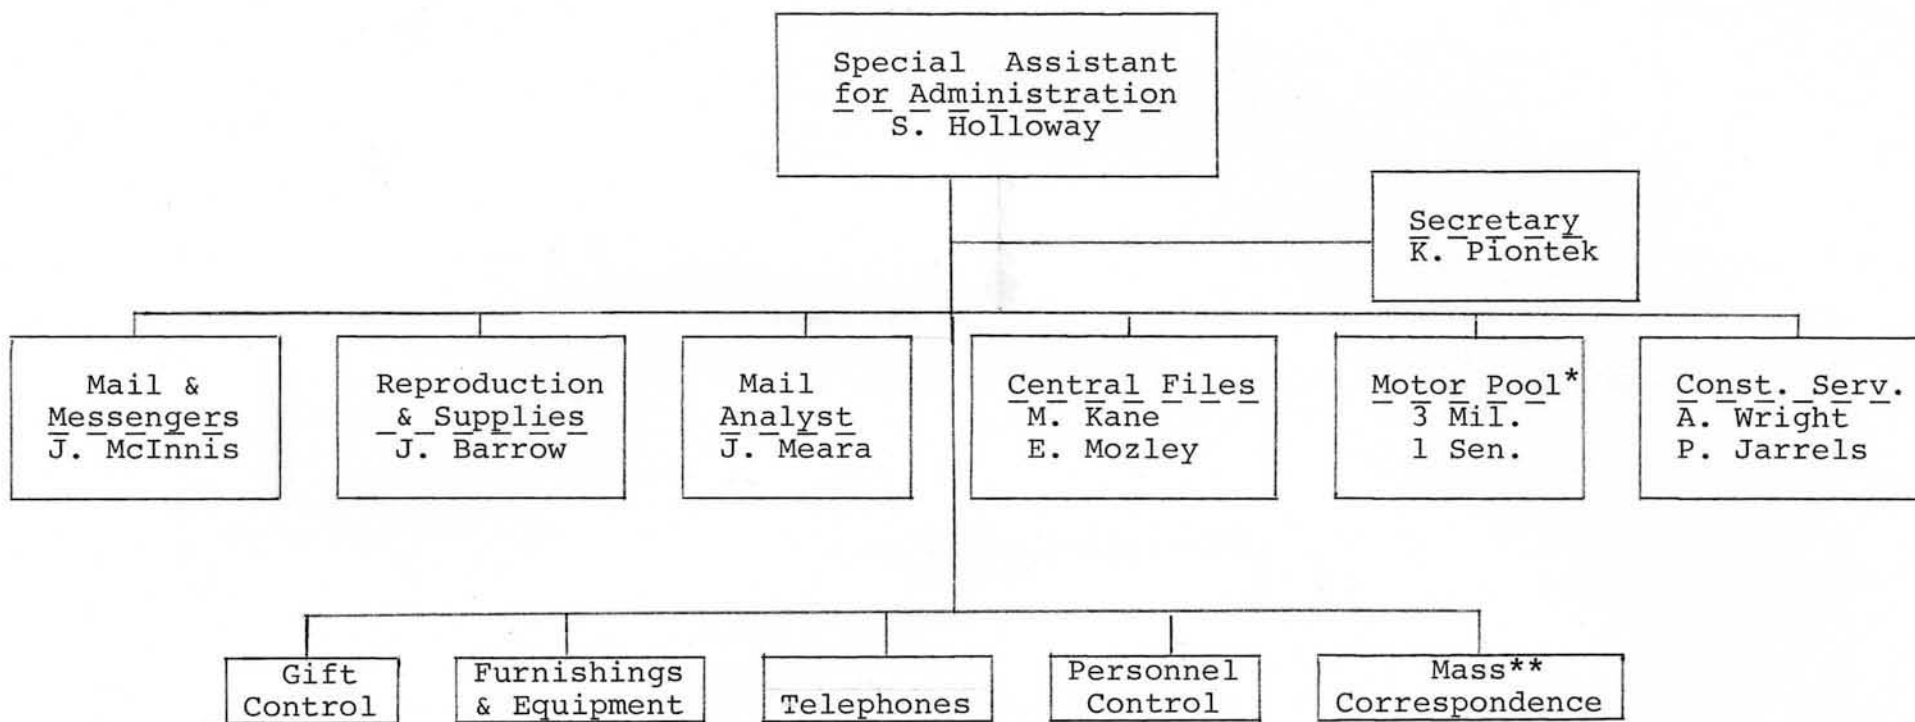 Special Assistant
for Administration
S. Holloway
Secretary
K. Piontek
Mail &
Messengers
J. McInnis
Reproduction
& Supplies
J. Barrow
Mail
Analyst
J. Meara
Central Files
M. Kane
E. Mozley
Motor Pool*
3 Mil.
1 Sen.
Const. Serv.
A. Wright
P. Jarrels
Gift
Control
Furnishings
& Equipment
Telephones
Personnel
Control
Mass**
Correspondence